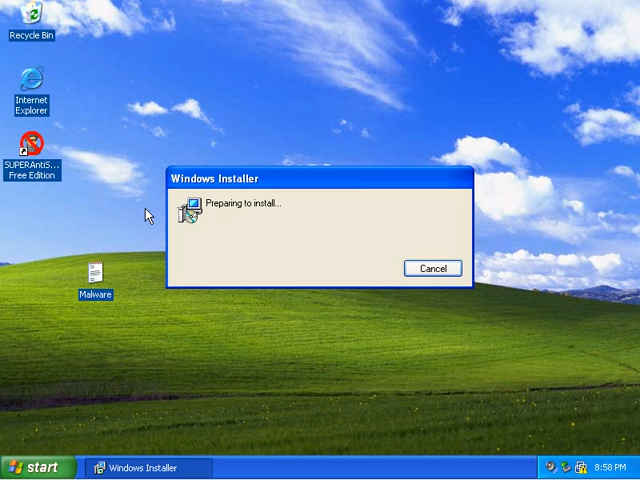 Recycle Bin
Internet
Explorer
SUPERAntiS...
Free Edition
Malware
Windows Installer
Preparing to install...
Cancel
start
Windows Installer
8:58 PM